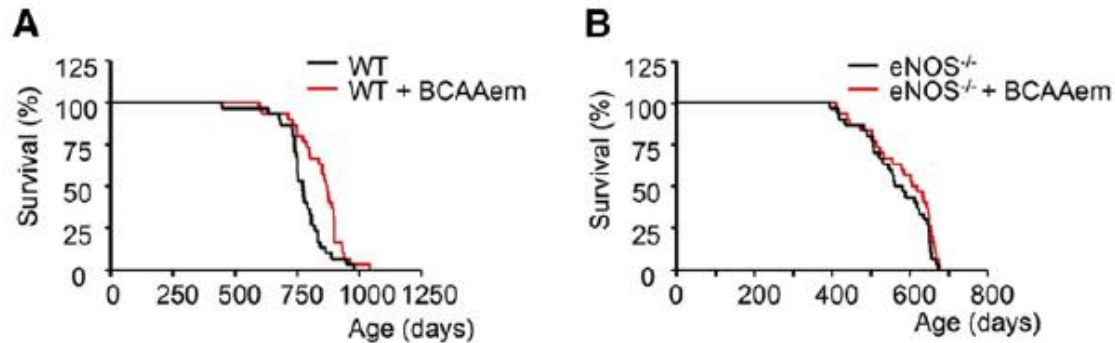 A
125
100
75
50
25
0
Survival (%)
WT
WT + BCAAem
0 250 500 750 1000 1250
Age (days)
B
125
100
75
50
25
0
Survival (%)
eNOS-/-
eNOS-/- + BCAAem
0 200 400 600 800
Age (days)